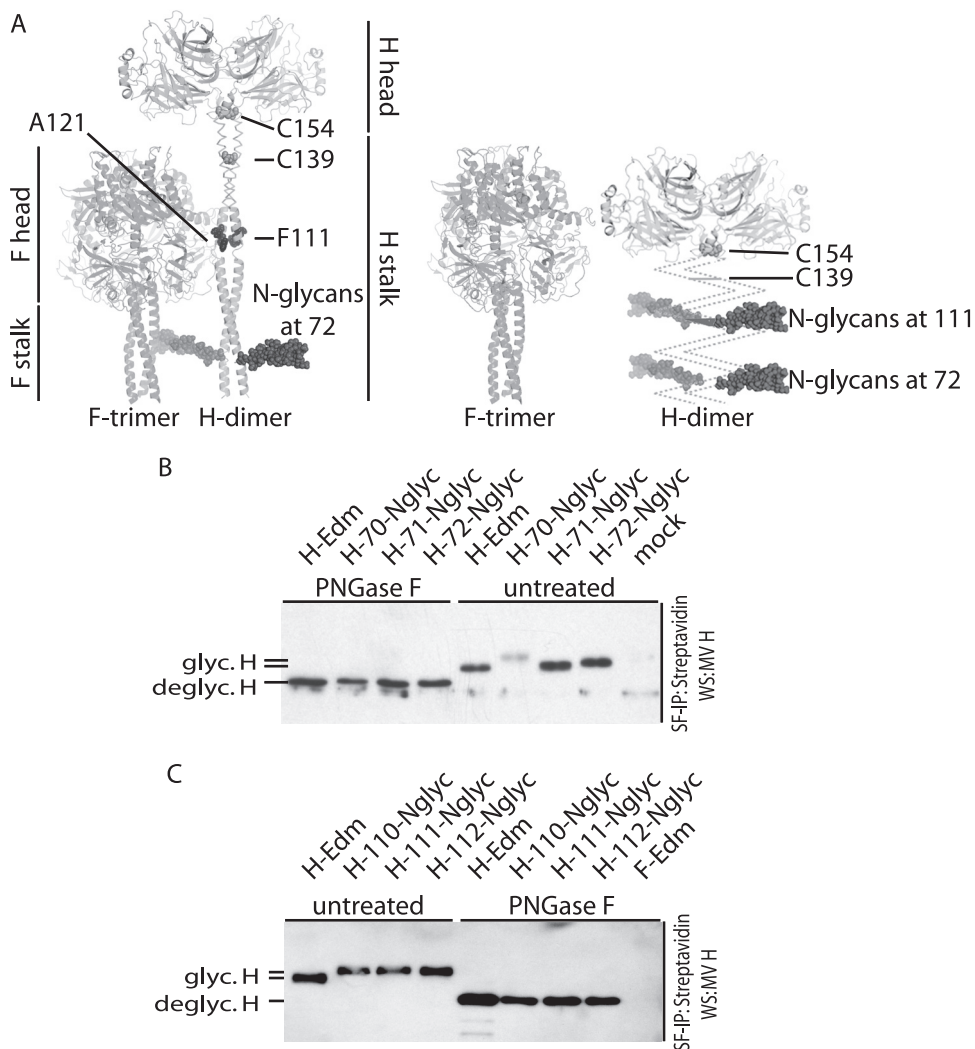 A
H head
C154
A121
C139
F head
F111
H stalk
C154
C139
N-glycans
at 72
N-glycans at 111
F stalk
N-glycans at 72
F-trimer
H-dimer
F-trimer
H-dimer
B
H-Edm
H-70-Nglyc
H-71-Nglyc
H-72-Nglyc
H-Edm
H-70-Nglyc
H-71-Nglyc
H-72-Nglyc
mock
PNGase F
untreated
glyc. H
deglyc. H
SF-IP: Streptavidin
WS:MV H
C
H-Edm
H-110-Nglyc
H-111-Nglyc
H-112-Nglyc
H-Edm
H-110-Nglyc
H-111-Nglyc
H-112-Nglyc
F-Edm
untreated
PNGase F
glyc. H
deglyc. H
SF-IP: Streptavidin
WS:MV H